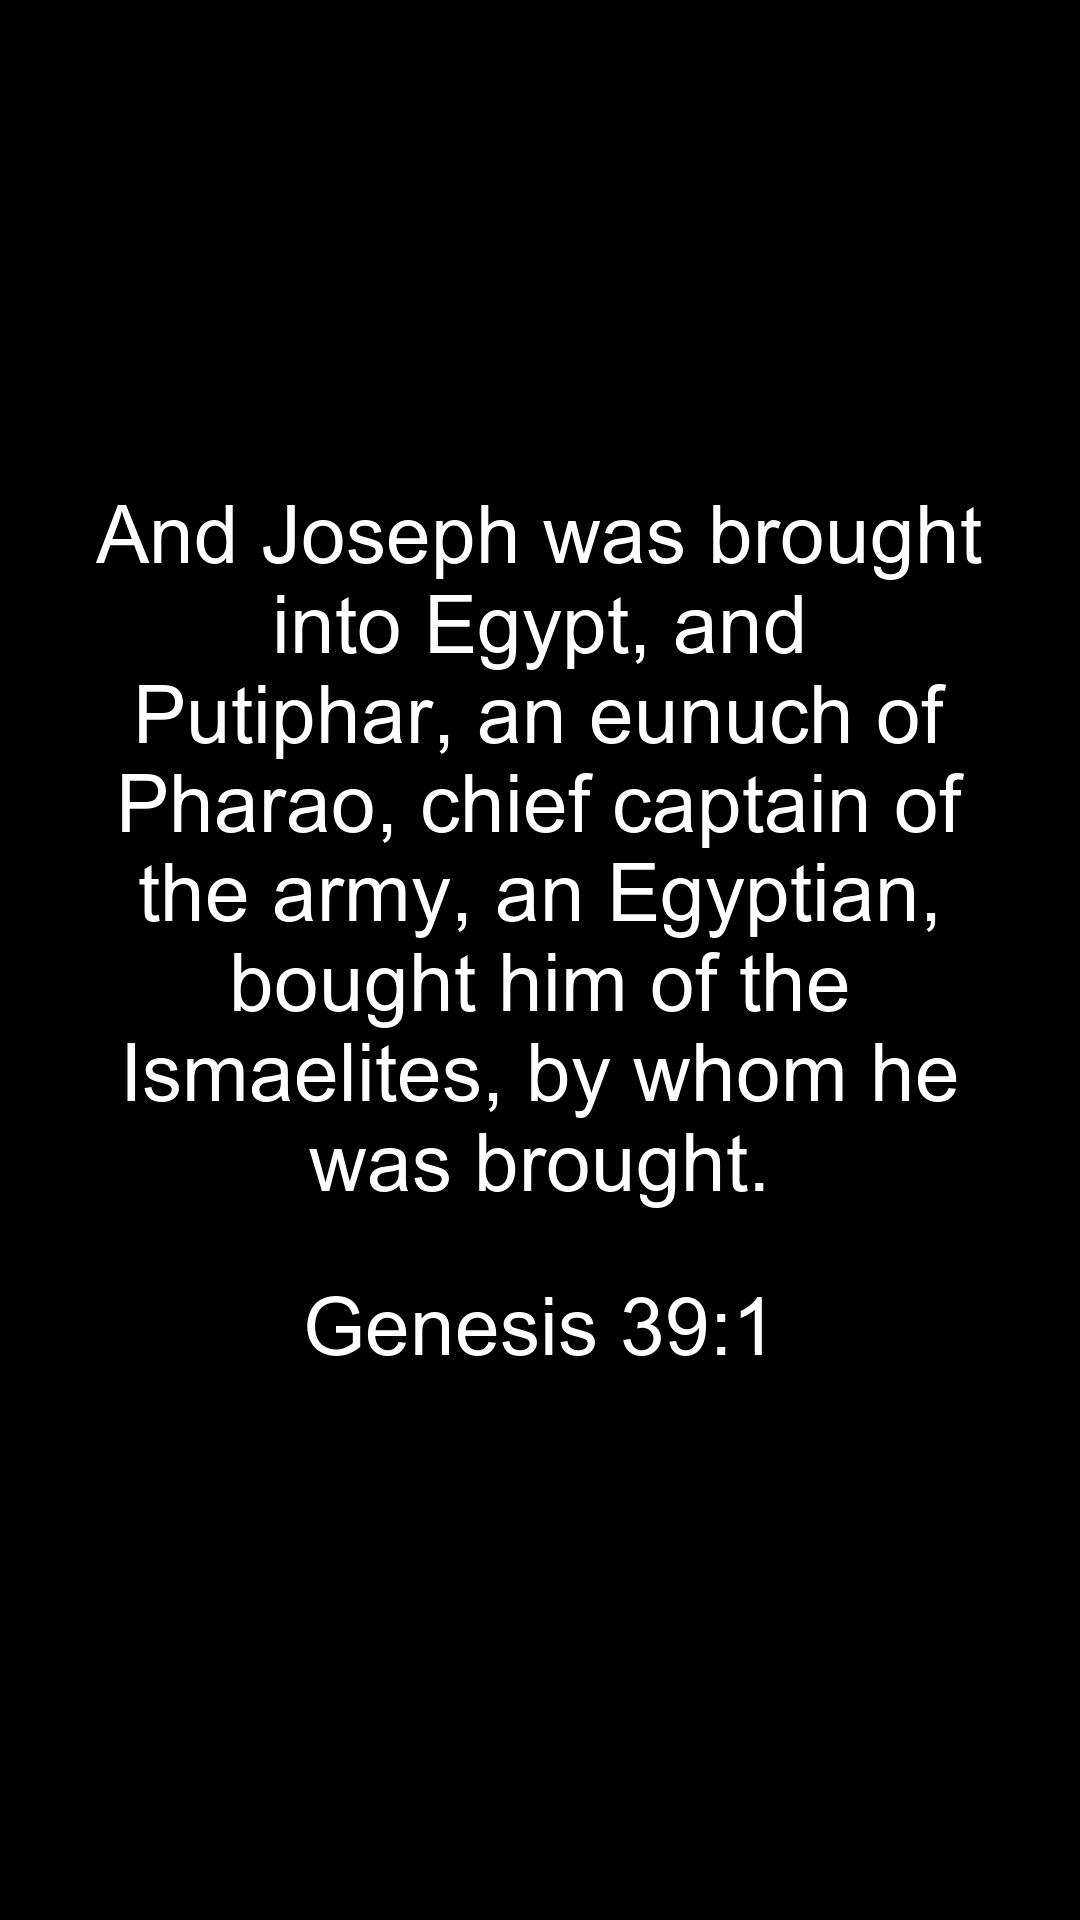 And Joseph was brought
into Egypt, and
Putiphar, an eunuch of
Pharao, chief captain of
the army, an Egyptian,
bought him of the
Ismaelites, by whom he
was brought.
Genesis 39:1